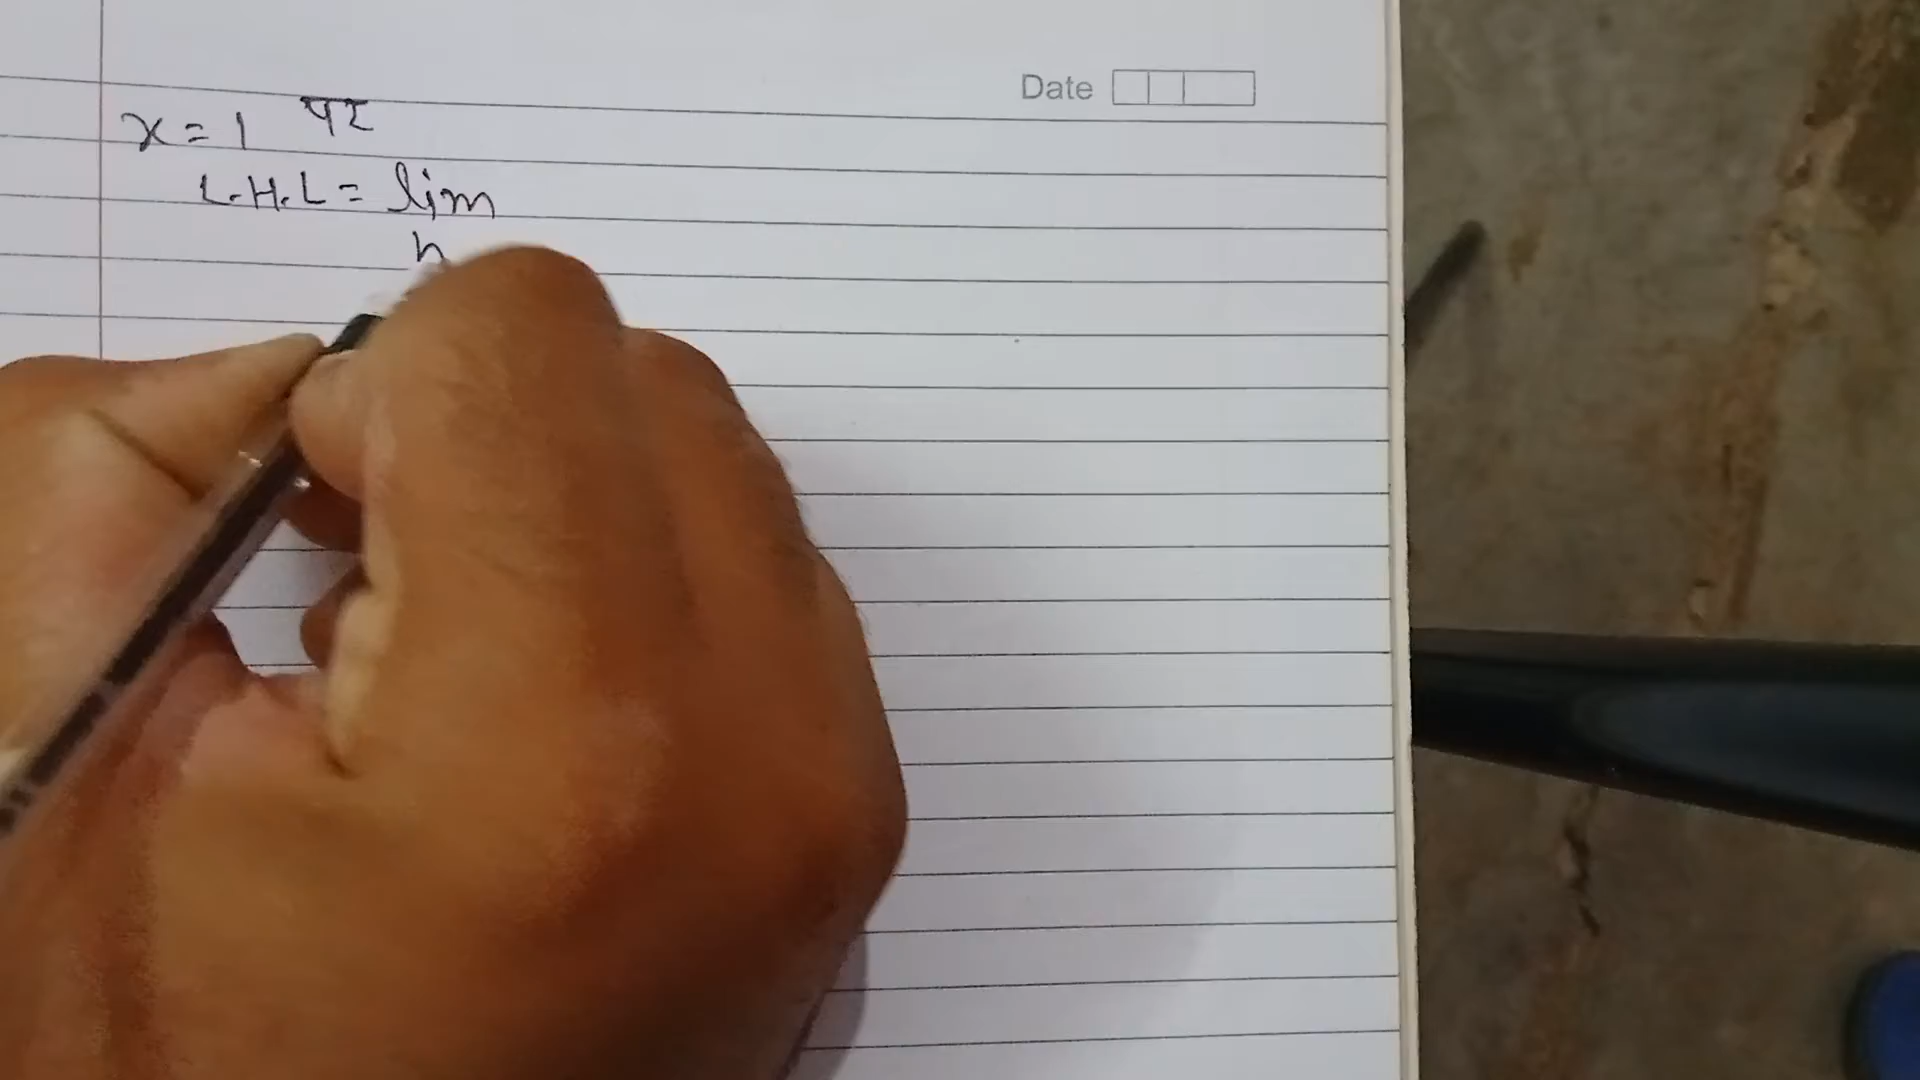 Date
x = 1 पर
L.H.L = lim
h